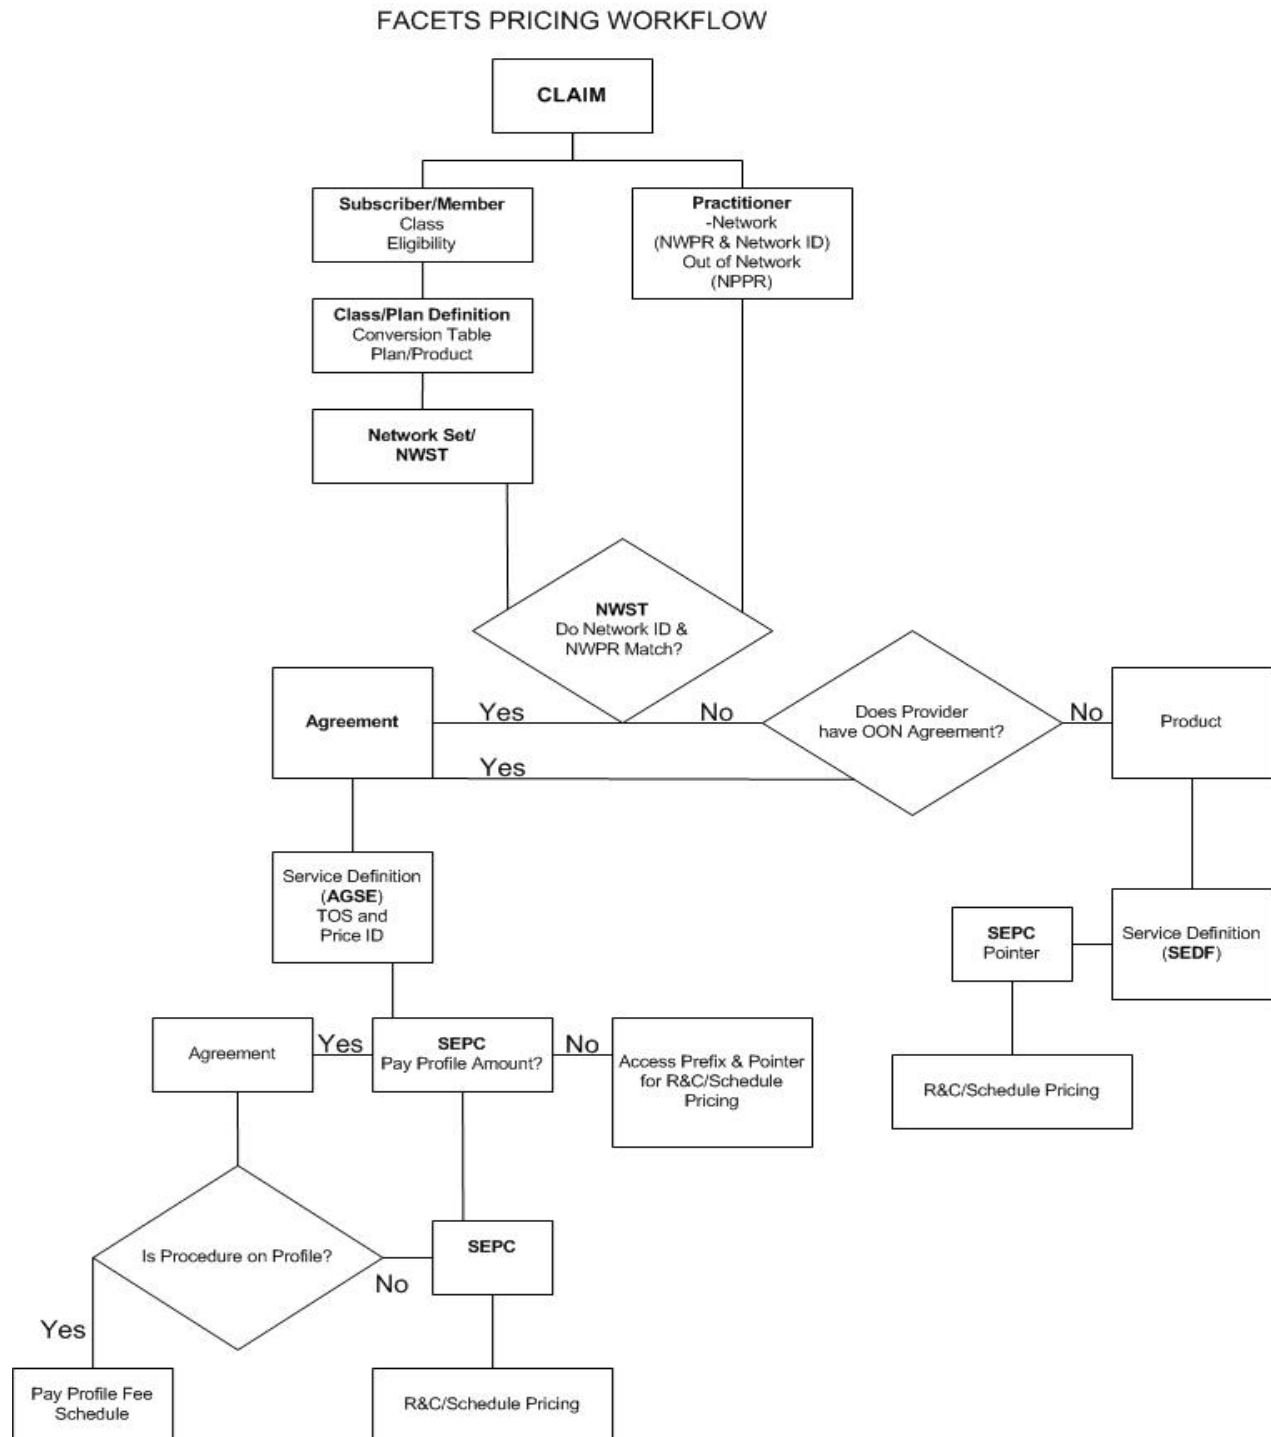 FACETS PRICING WORKFLOW
CLAIM
Subscriber/Member
Class
Eligibility
Practitioner
-Network
(NWPR & Network ID)
Out of Network
(NPPR)
Class/Plan Definition
Conversion Table
Plan/Product
Network Set/
NWST
NWST
Do Network ID &
NWPR Match?
Agreement
Yes
No
Does Provider
have OON Agreement?
No
Product
Yes
Service Definition
(AGSE)
TOS and
Price ID
SEPC
Pointer
Service Definition
(SEDF)
Agreement
Yes
SEPC
Pay Profile Amount?
No
Access Prefix & Pointer
for R&C/Schedule
Pricing
R&C/Schedule Pricing
Is Procedure on Profile?
No
SEPC
Yes
Pay Profile Fee
Schedule
R&C/Schedule Pricing